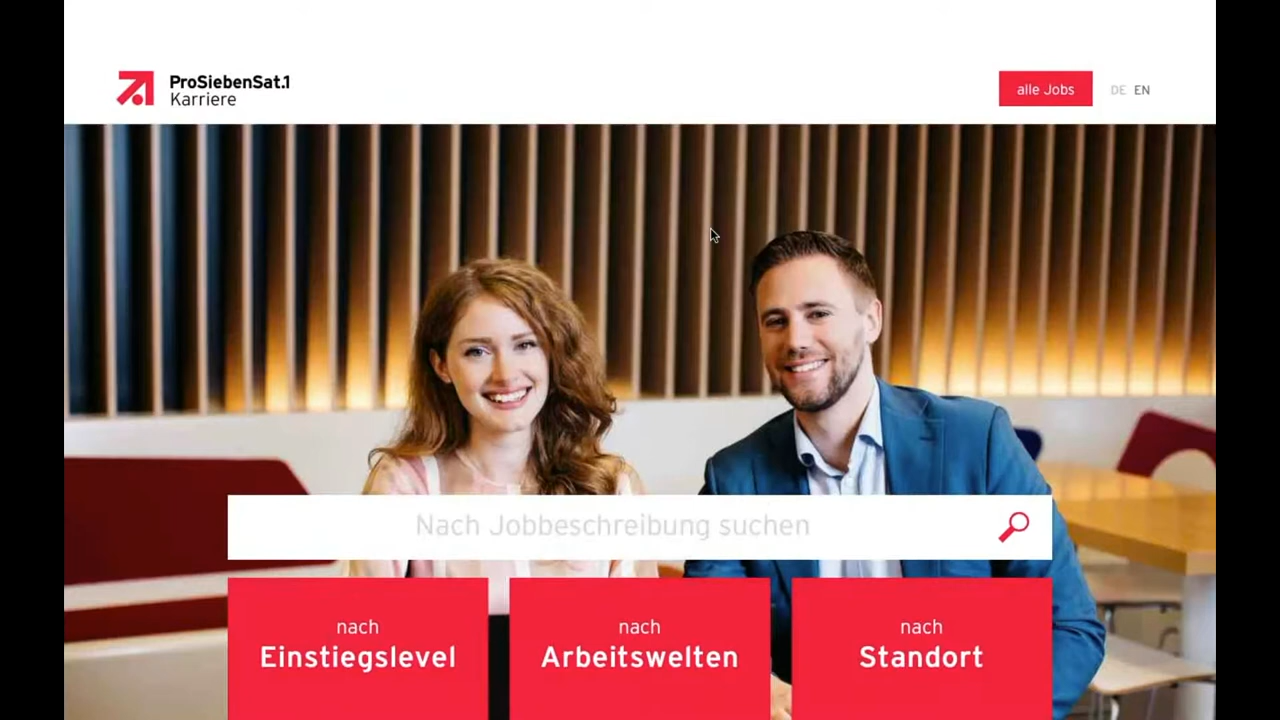 ProSiebenSat.1
Karriere
alle Jobs
DE EN
Nach Jobbeschreibung suchen
nach
Einstiegslevel
nach
Arbeitswelten
nach
Standort